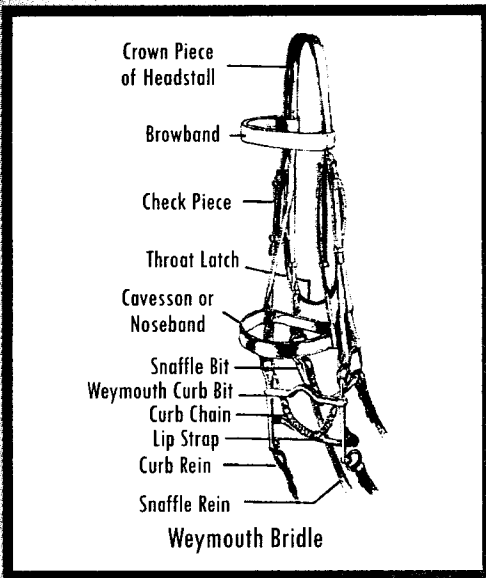 Crown Piece
of Headstall
Browband
Check Piece
Throat Latch
Cavesson or
Noseband
Snaffle Bit
Weymouth Curb Bit
Curb Chain
Lip Strap
Curb Rein
Snaffle Rein
Weymouth Bridle